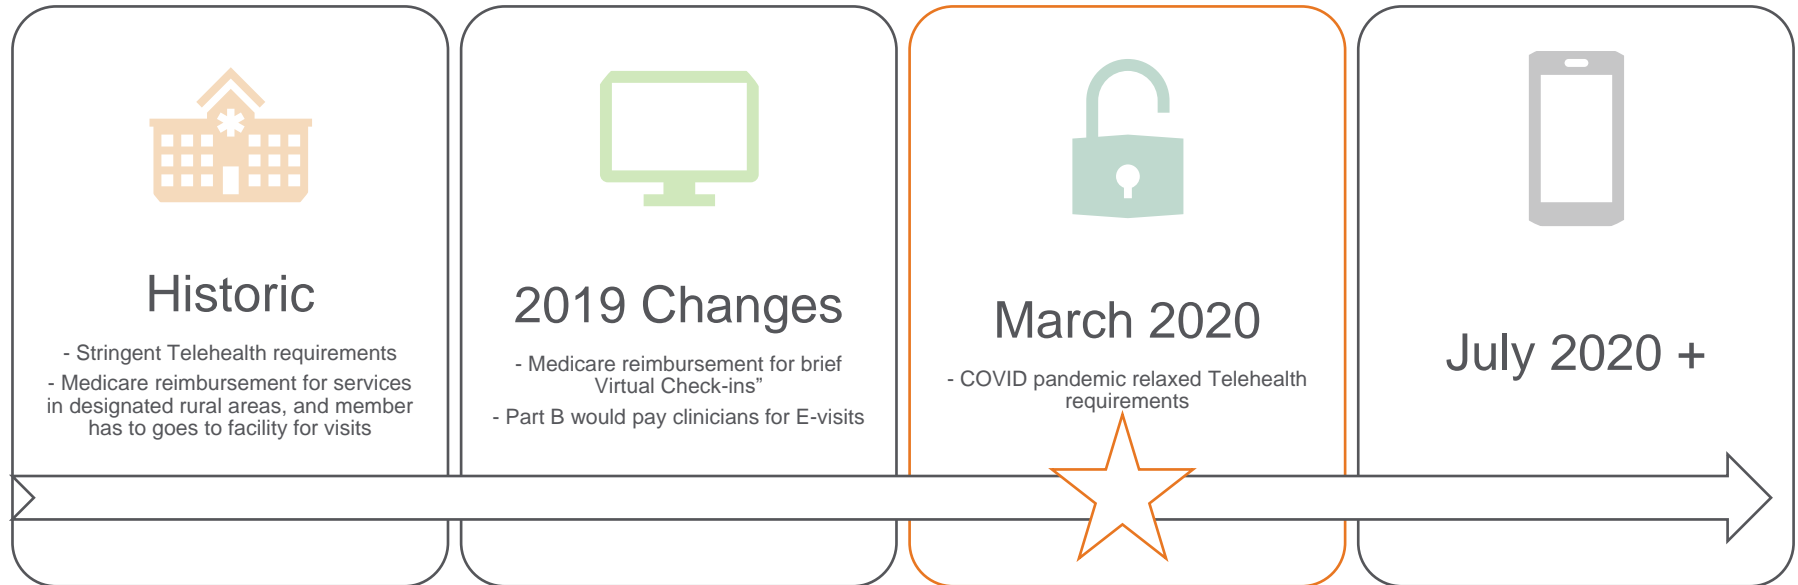 Historic
- Stringent Telehealth requirements
- Medicare reimbursement for services
in designated rural areas, and member
has to goes to facility for visits
2019 Changes
- Medicare reimbursement for brief
Virtual Check-ins”
- Part B would pay clinicians for E-visits
March 2020
- COVID pandemic relaxed Telehealth
requirements
July 2020 +